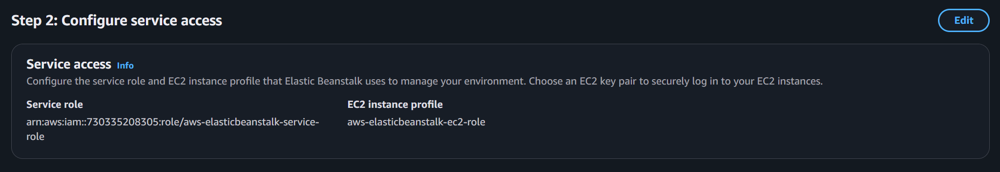 Step 2: Configure service access
Edit
Service access Info
Configure the service role and EC2 instance profile that Elastic Beanstalk uses to manage your environment. Choose an EC2 key pair to securely log in to your EC2 instances.
Service role
arn:aws:iam::730335208305:role/aws-elasticbeanstalk-service-
role
EC2 instance profile
aws-elasticbeanstalk-ec2-role